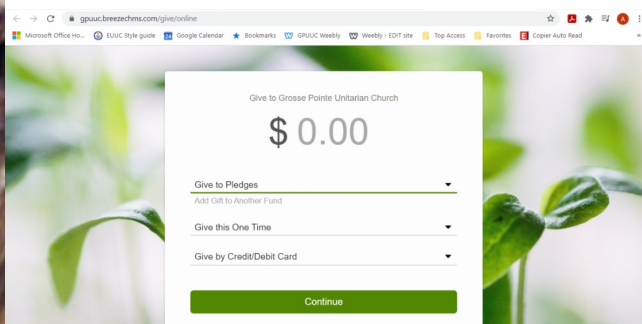 gpuuc.breezechms.com/give/online
A
Microsoft Office Ho... EUUC Style guide Google Calendar Bookmarks GPUUC Weebly Weebly - EDIT site Top Access Favorites E Copier Auto Read »
Give to Grosse Pointe Unitarian Church
$ 0.00
Give to Pledges
Add Gift to Another Fund
Give this One Time
Give by Credit/Debit Card
Continue